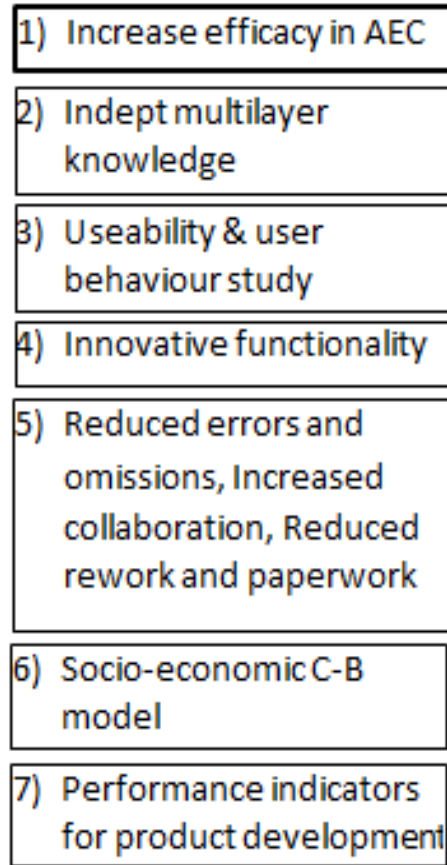 1) Increase efficacy in AEC
2) Indept multilayer
knowledge
3) Useability & user
behaviour study
4) Innovative functionality
5) Reduced errors and
omissions, Increased
collaboration, Reduced
rework and paperwork
6) Socio-economic C-B
model
7) Performance indicators
for product development